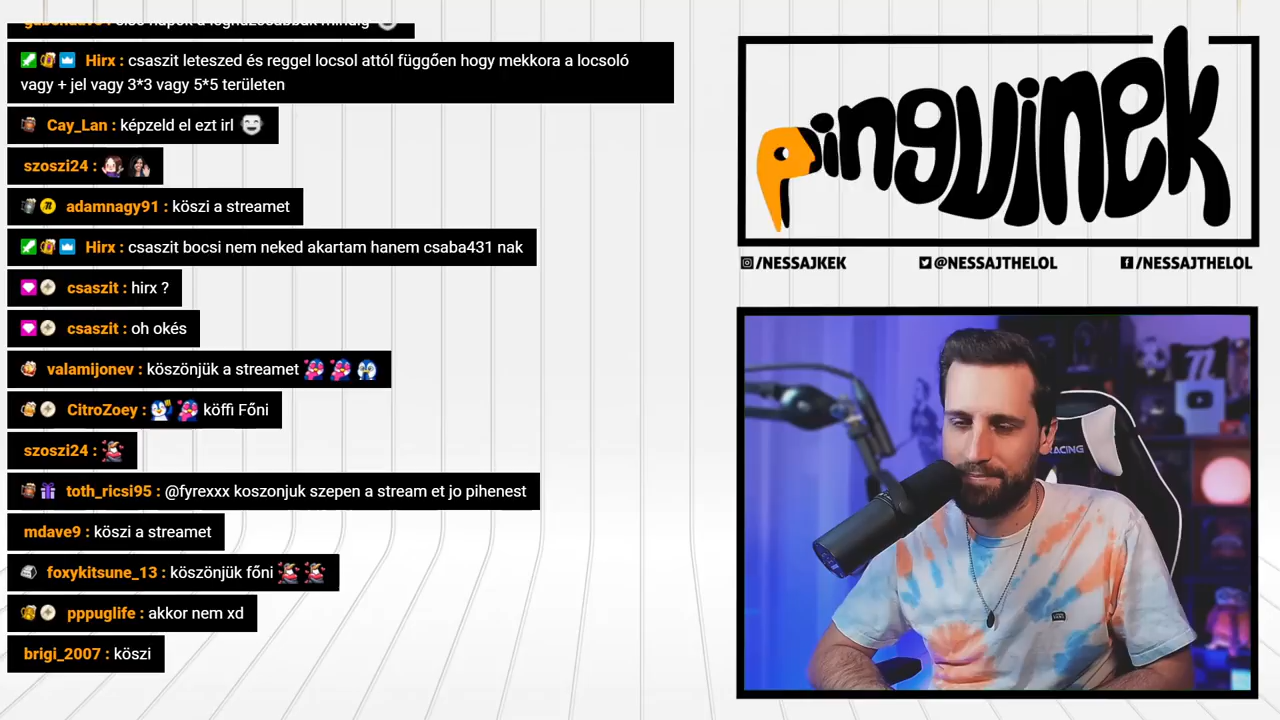 Hirx : csaszit leteszed és reggel locsol attól függően hogy mekkora a locsoló
vagy + jel vagy 3*3 vagy 5*5 területen
Cay_Lan : képzeld el ezt irl
szoszi24 :
adamnagy91 : köszi a streamet
Hirx : csaszit bocsi nem neked akartam hanem csaba431 nak
csaszit : hirx ?
csaszit : oh okés
valamijonev : köszönjük a streamet
CitroZoey : köffi Főni
szoszi24 :
toth_ricsi95 : @fyrexxx koszonjuk szepen a stream et jo pihenest
mdave9 : köszi a streamet
foxykitsune_13 : köszönjük főni
pppuglife : akkor nem xd
brigi_2007 : köszi
pingvinek
/NESSAJKEK @NESSAJTHELOL /NESSAJTHELOL
RACING